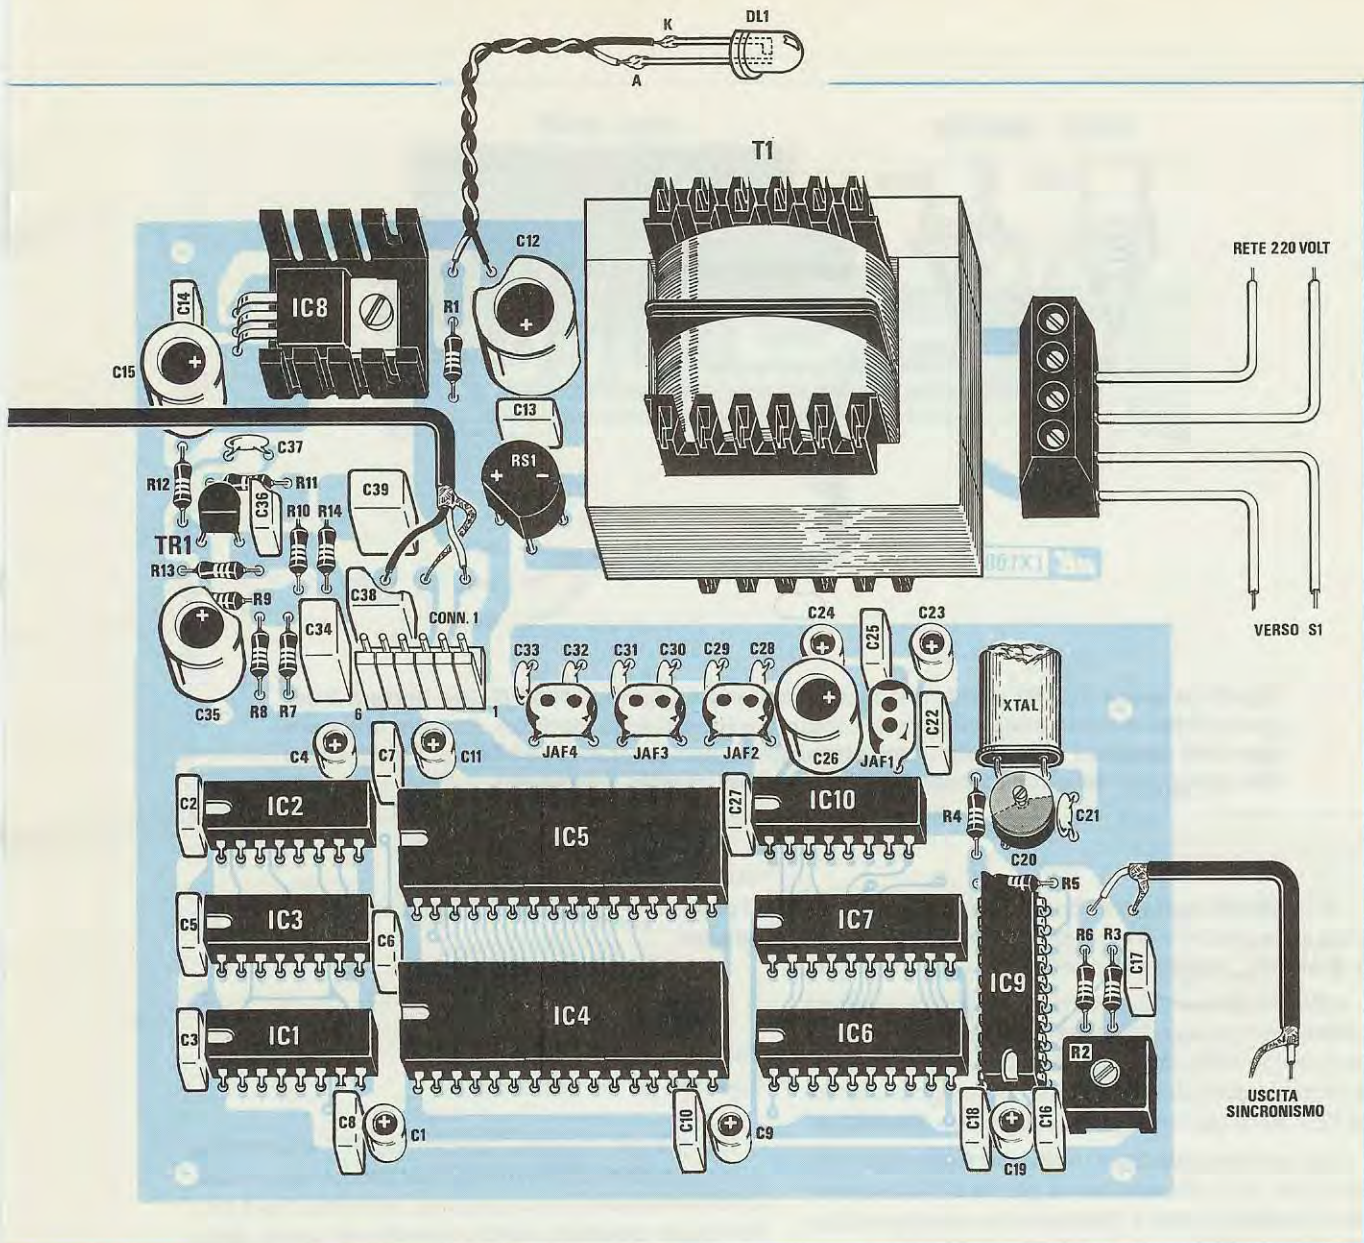 K
DL1
A
T1
RETE 220 VOLT
C14
IC8
+
R1
C12
+
C15
+
C13
RS1
+ -
C37
R12
R11
C36
C39
R10
R14
TR1
R13
R9
C38
CONN. 1
C34
+
C35
R8
R7
6
1
VERSO S1
C33
C32
C31
C30
C29
C28
C24
C25
C23
+
+
+
JAF4
JAF3
JAF2
C26
JAF1
C22
XTAL
C4
+
C7
+
C11
C2
IC2
IC5
C27
IC10
R4
C21
C20
R5
C5
IC3
C6
IC7
IC9
R6
R3
C17
C3
IC1
IC4
IC6
R2
C8
+
C1
C10
+
C9
C18
+
C16
C19
USCITA
SINCRONISMO